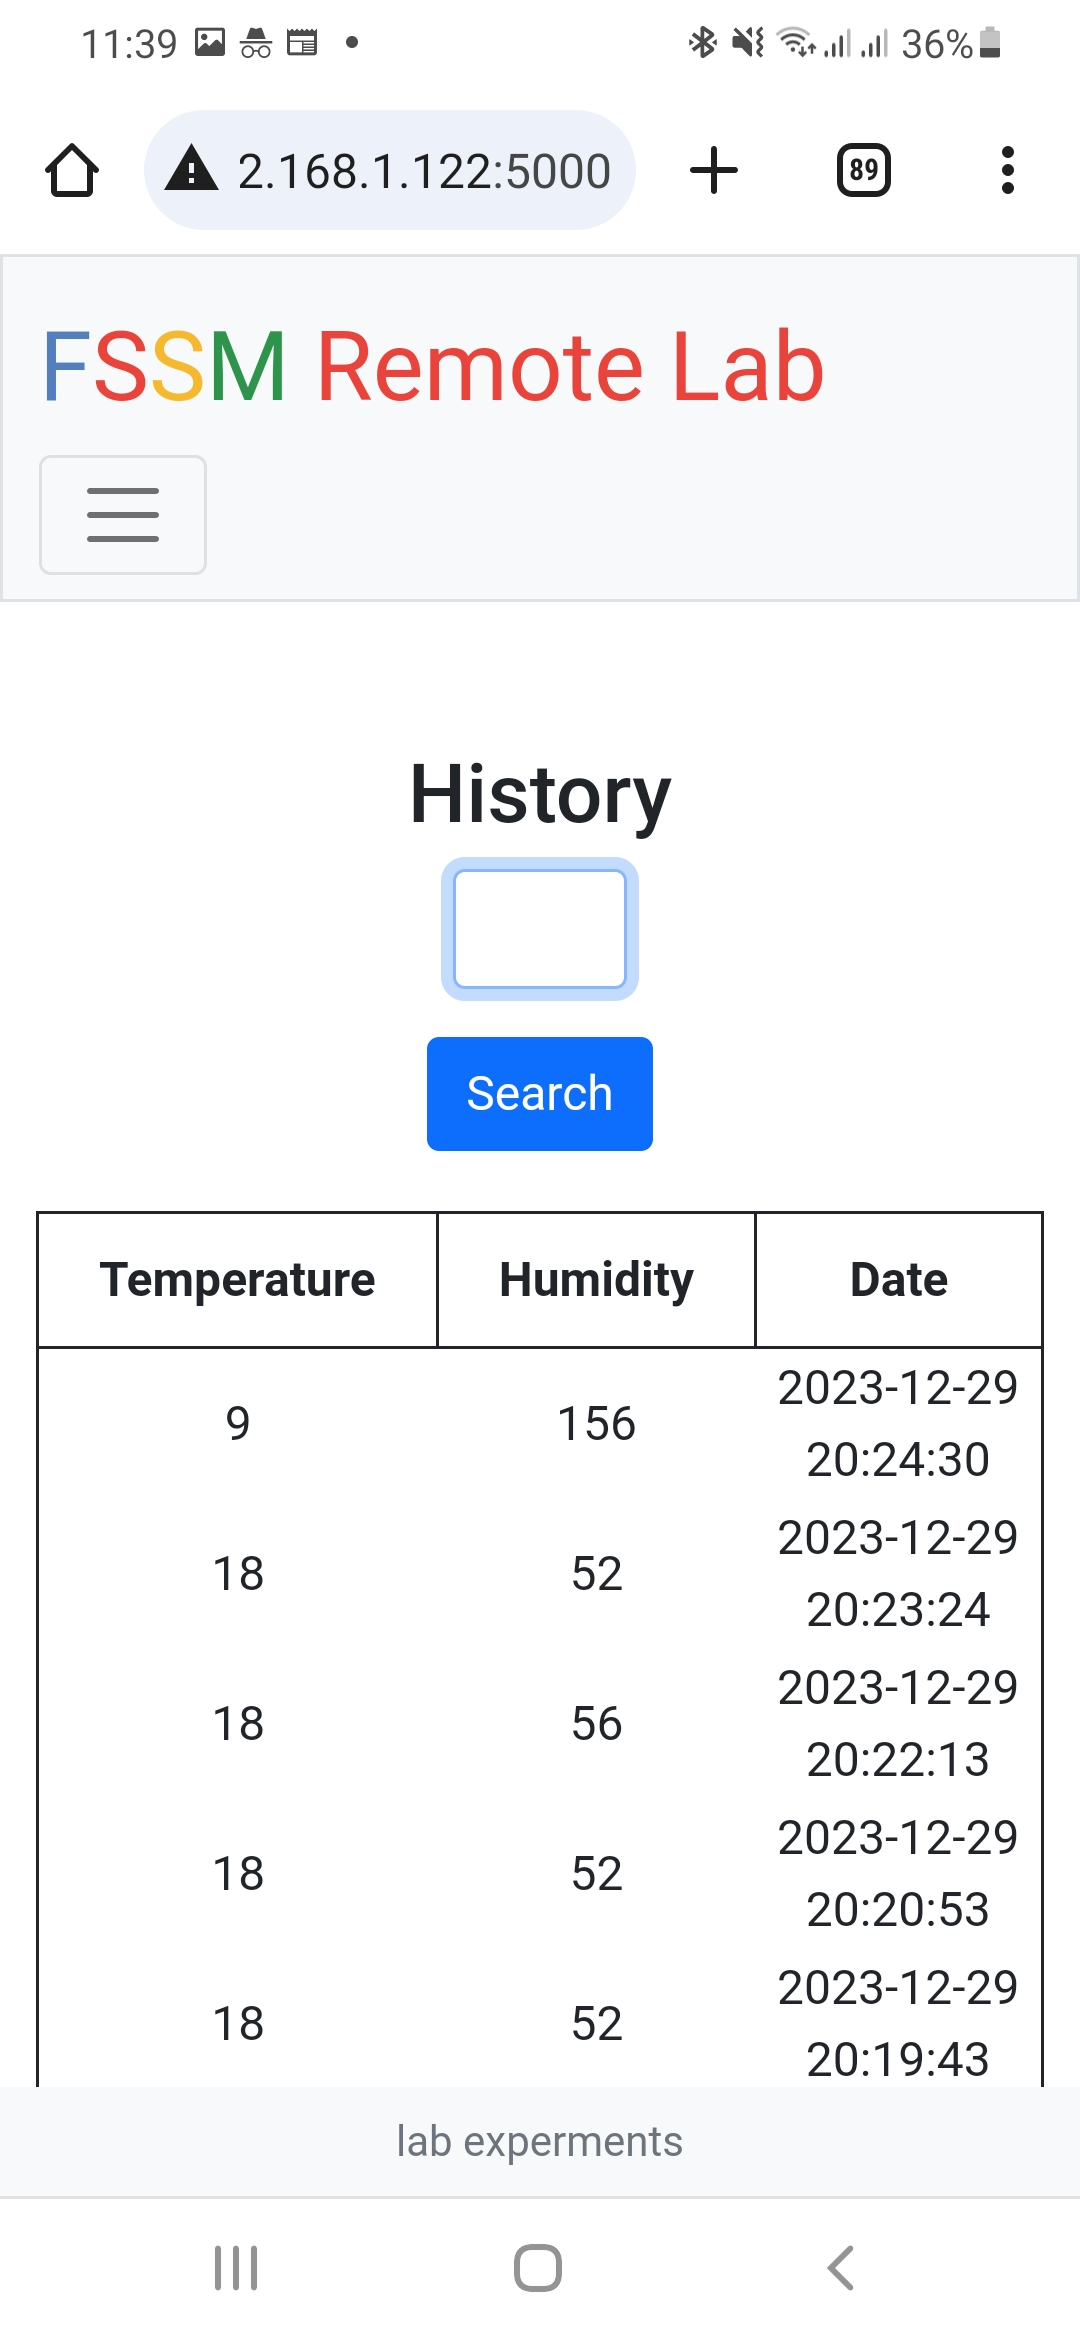 11:39 36%
2.168.1.122:5000 89
FSSM Remote Lab
History
Search
Temperature Humidity Date
9 156 2023-12-29 20:24:30
18 52 2023-12-29 20:23:24
18 56 2023-12-29 20:22:13
18 52 2023-12-29 20:20:53
18 52 2023-12-29 20:19:43
lab experments